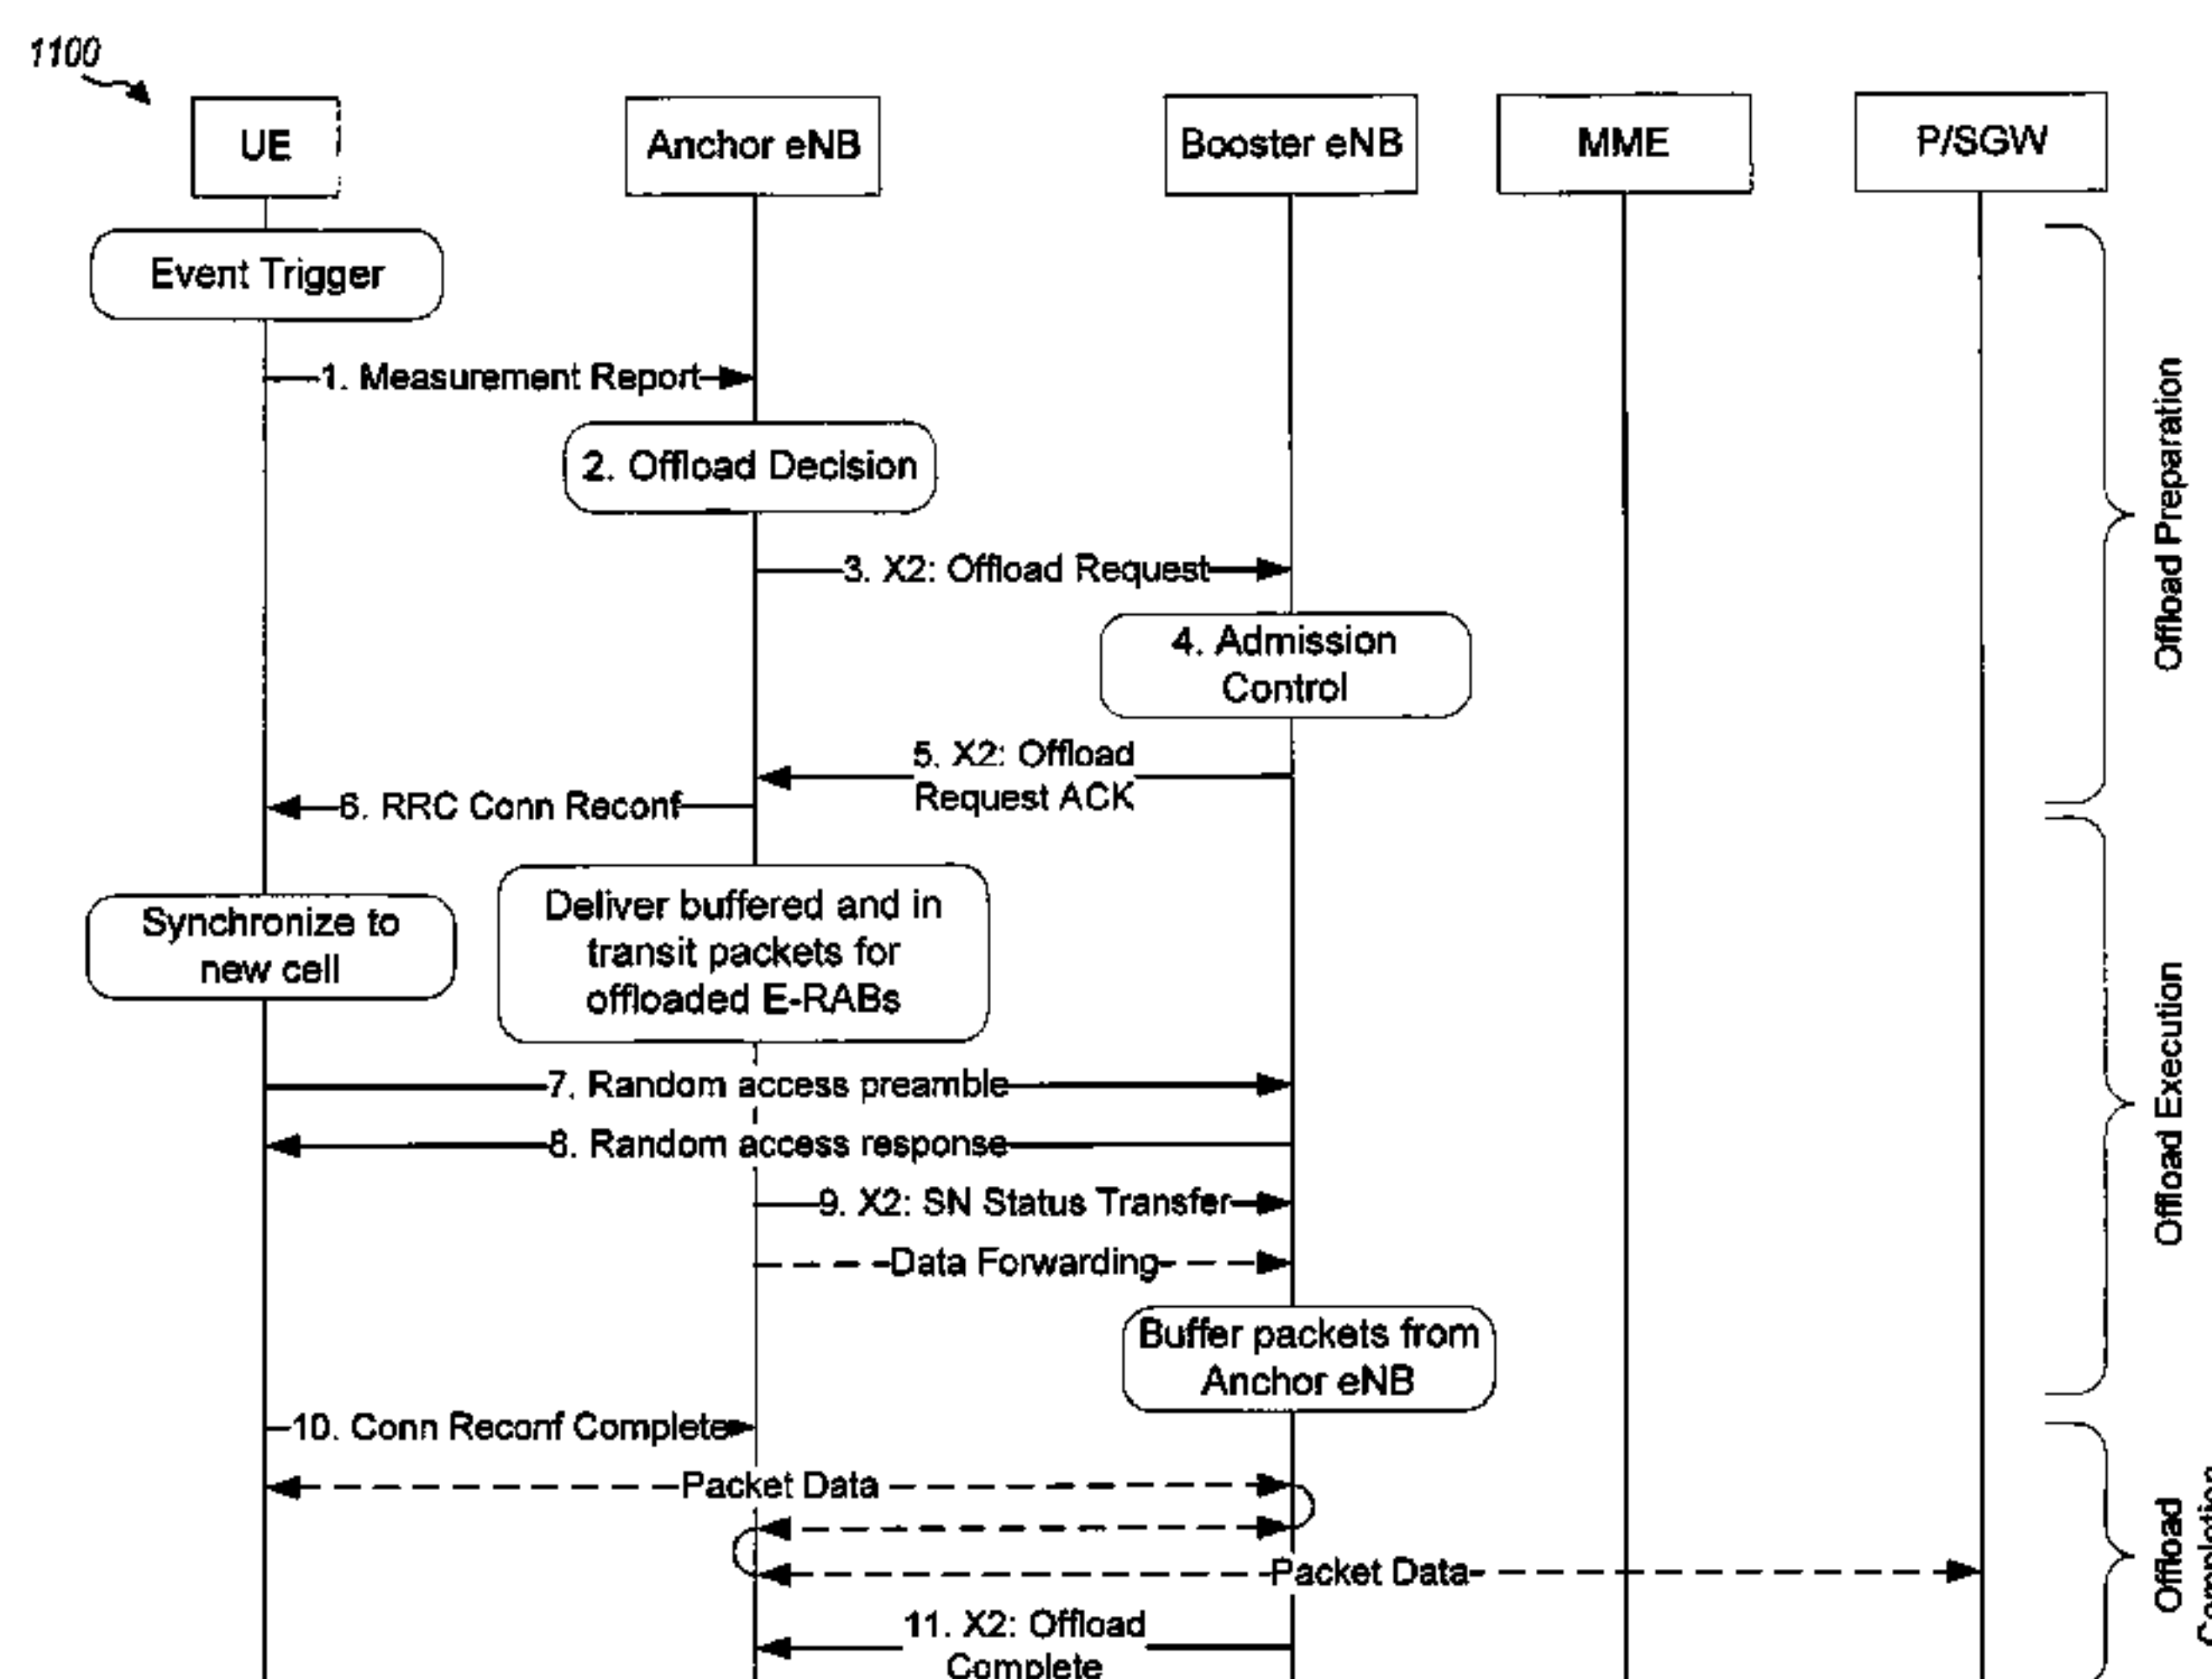 1100
UE
Anchor eNB
Booster eNB
MME
P/SGW
Event Trigger
1. Measurement Report
2. Offload Decision
3. X2: Offload Request
4. Admission
Control
5. X2: Offload
Request ACK
6. RRC Conn Reconf
Offload Preparation
Synchronize to
new cell
Deliver buffered and in
transit packets for
offloaded E-RABs
7. Random access preamble
8. Random access response
9. X2: SN Status Transfer
Data Forwarding
Buffer packets from
Anchor eNB
Offload Execution
10. Conn Reconf Complete
Packet Data
Packet Data
11. X2: Offload
Complete
Offload
Completion